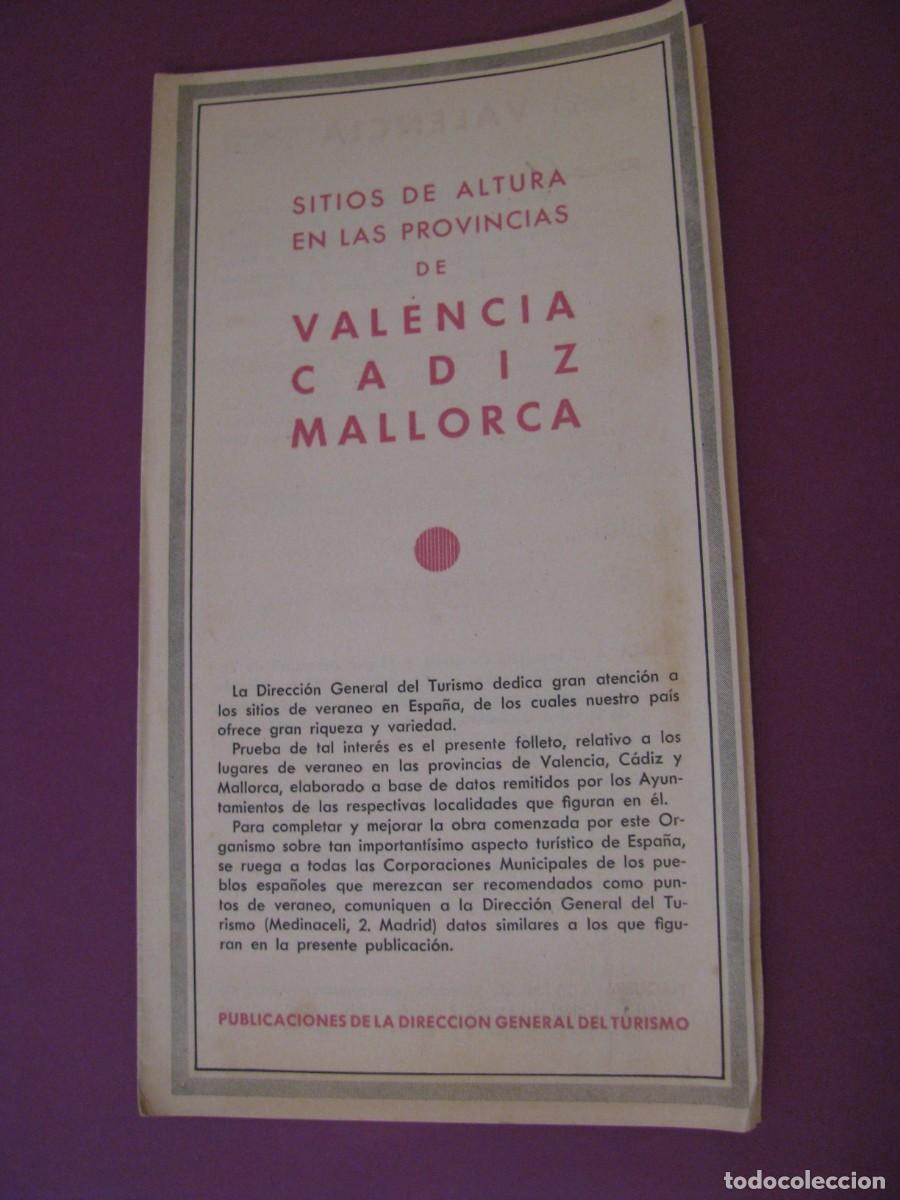 VALENCIA
SITIOS DE ALTURA
EN LAS PROVINCIAS
DE
VALENCIA
CADIZ
MALLORCA
La Dirección General del Turismo dedica gran atención a
los sitios de veraneo en España, de los cuales nuestro país
ofrece gran riqueza y variedad.
Prueba de tal interés es el presente folleto, relativo a los
lugares de veraneo en las provincias de Valencia, Cádiz y
Mallorca, elaborado a base de datos remitidos por los Ayun-
tamientos de las respectivas localidades que figuran en él.
Para completar y mejorar la obra comenzada por este Or-
ganismo sobre tan importantísimo aspecto turístico de España,
se ruega a todas las Corporaciones Municipales de los pue-
blos españoles que merezcan ser recomendados como pun-
tos de veraneo, comuniquen a la Dirección General del Tu-
rismo (Medinaceli, 2. Madrid) datos similares a los que figu-
ran en la presente publicación.
PUBLICACIONES DE LA DIRECCION GENERAL DEL TURISMO
todocoleccion